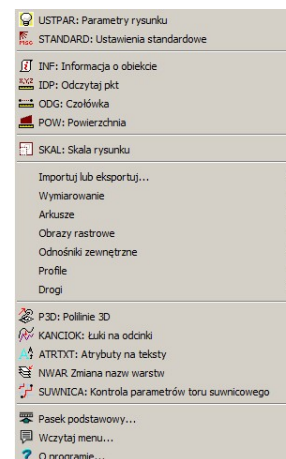 USTPAR: Parametry rysunku
STANDARD: Ustawienia standardowe
INF: Informacja o obiekcie
IDP: Odczytaj pkt
ODG: Czołówka
POW: Powierzchnia
SKAL: Skala rysunku
Importuj lub eksportuj...
Wymiarowanie
Arkusze
Obrazy rastrowe
Odnośniki zewnętrzne
Profile
Drogi
P3D: Polilinie 3D
KANCIOK: Łuki na odcinki
ATRTXT: Atrybuty na teksty
NWAR Zmiana nazw warstw
SUWNICA: Kontrola parametrów toru suwnicowego
Pasek podstawowy...
Wczytaj menu...
O programie...